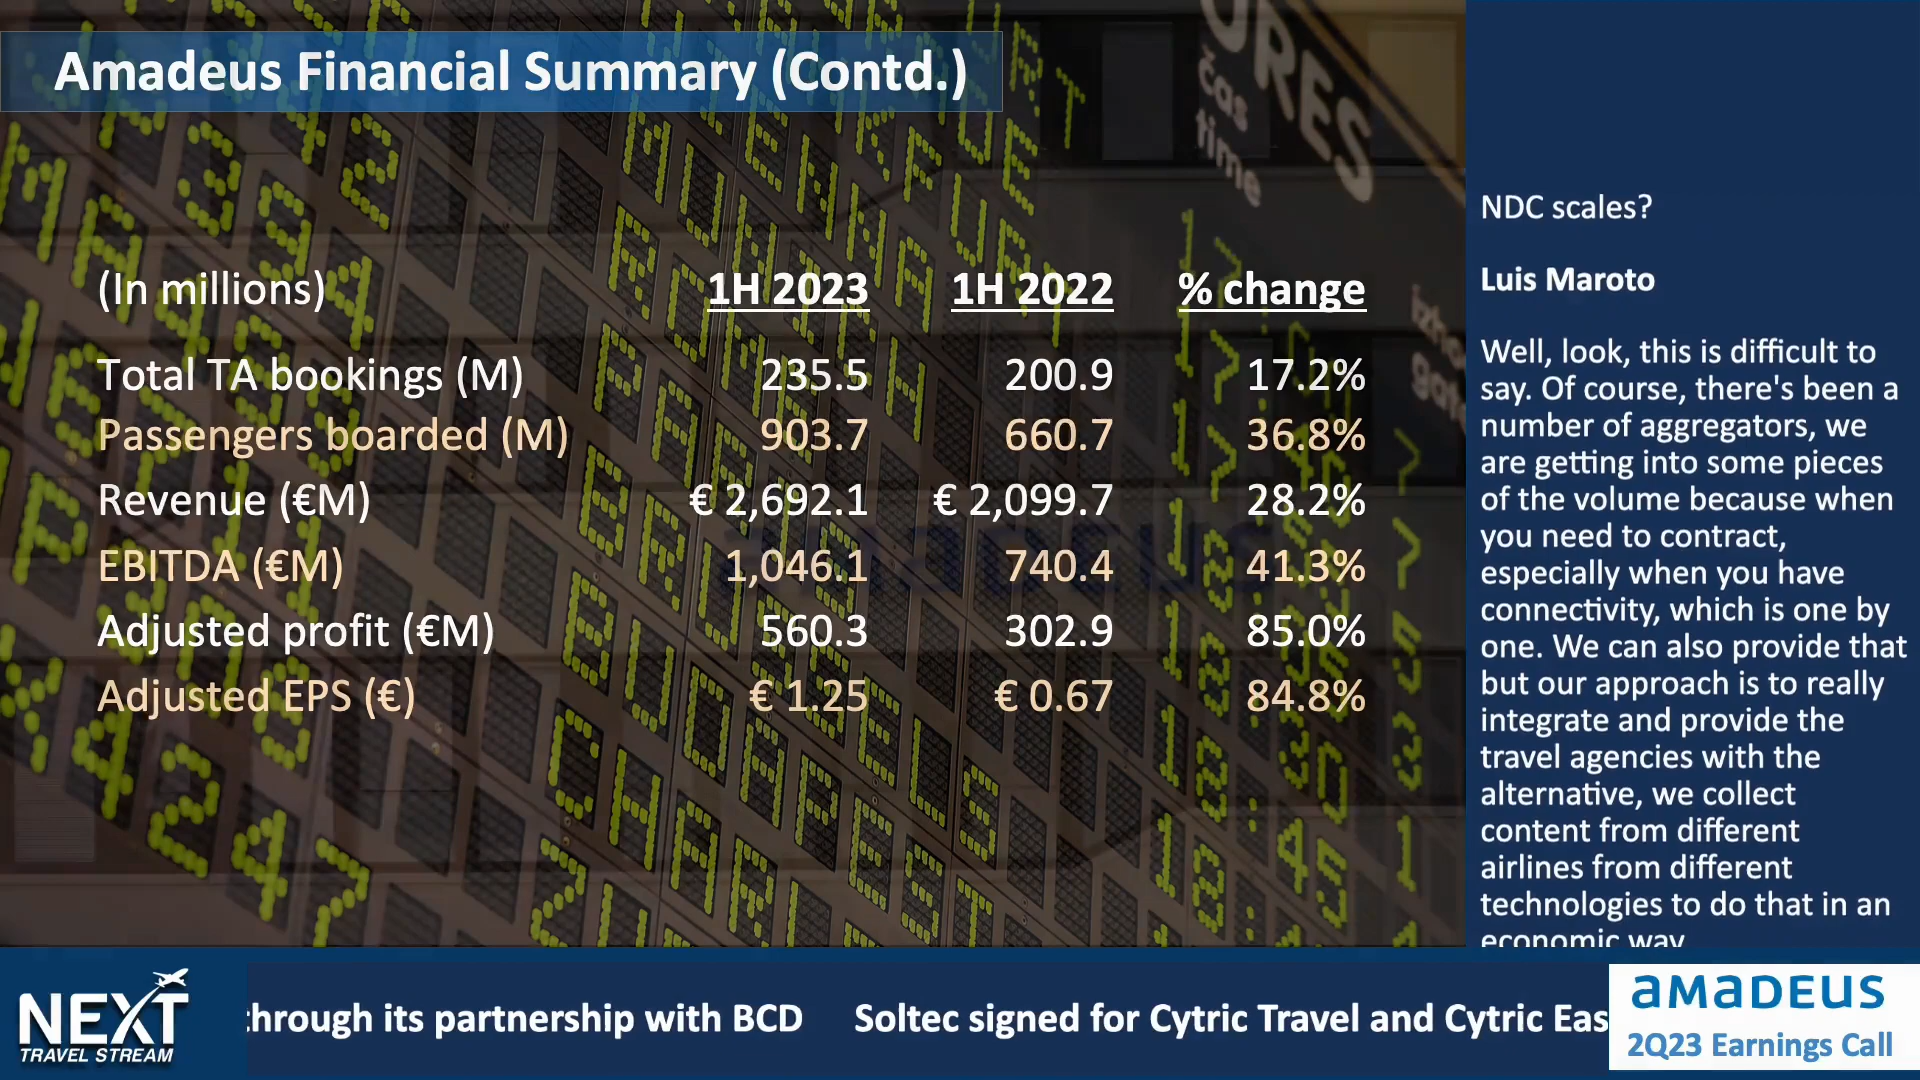 Amadeus Financial Summary (Contd.)
(In millions) 1H 2023 1H 2022 % change
Total TA bookings (M) 235.5 200.9 17.2%
Passengers boarded (M) 903.7 660.7 36.8%
Revenue (€M) € 2,692.1 € 2,099.7 28.2%
EBITDA (€M) 1,046.1 740.4 41.3%
Adjusted profit (€M) 560.3 302.9 85.0%
Adjusted EPS (€) € 1.25 € 0.67 84.8%
NDC scales?
Luis Maroto
Well, look, this is difficult to
say. Of course, there's been a
number of aggregators, we
are getting into some pieces
of the volume because when
you need to contract,
especially when you have
connectivity, which is one by
one. We can also provide that
but our approach is to really
integrate and provide the
travel agencies with the
alternative, we collect
content from different
airlines from different
technologies to do that in an
economic way
NEXT
TRAVEL STREAM
through its partnership with BCD Soltec signed for Cytric Travel and Cytric Eas
amadeus
2Q23 Earnings Call
čas
time